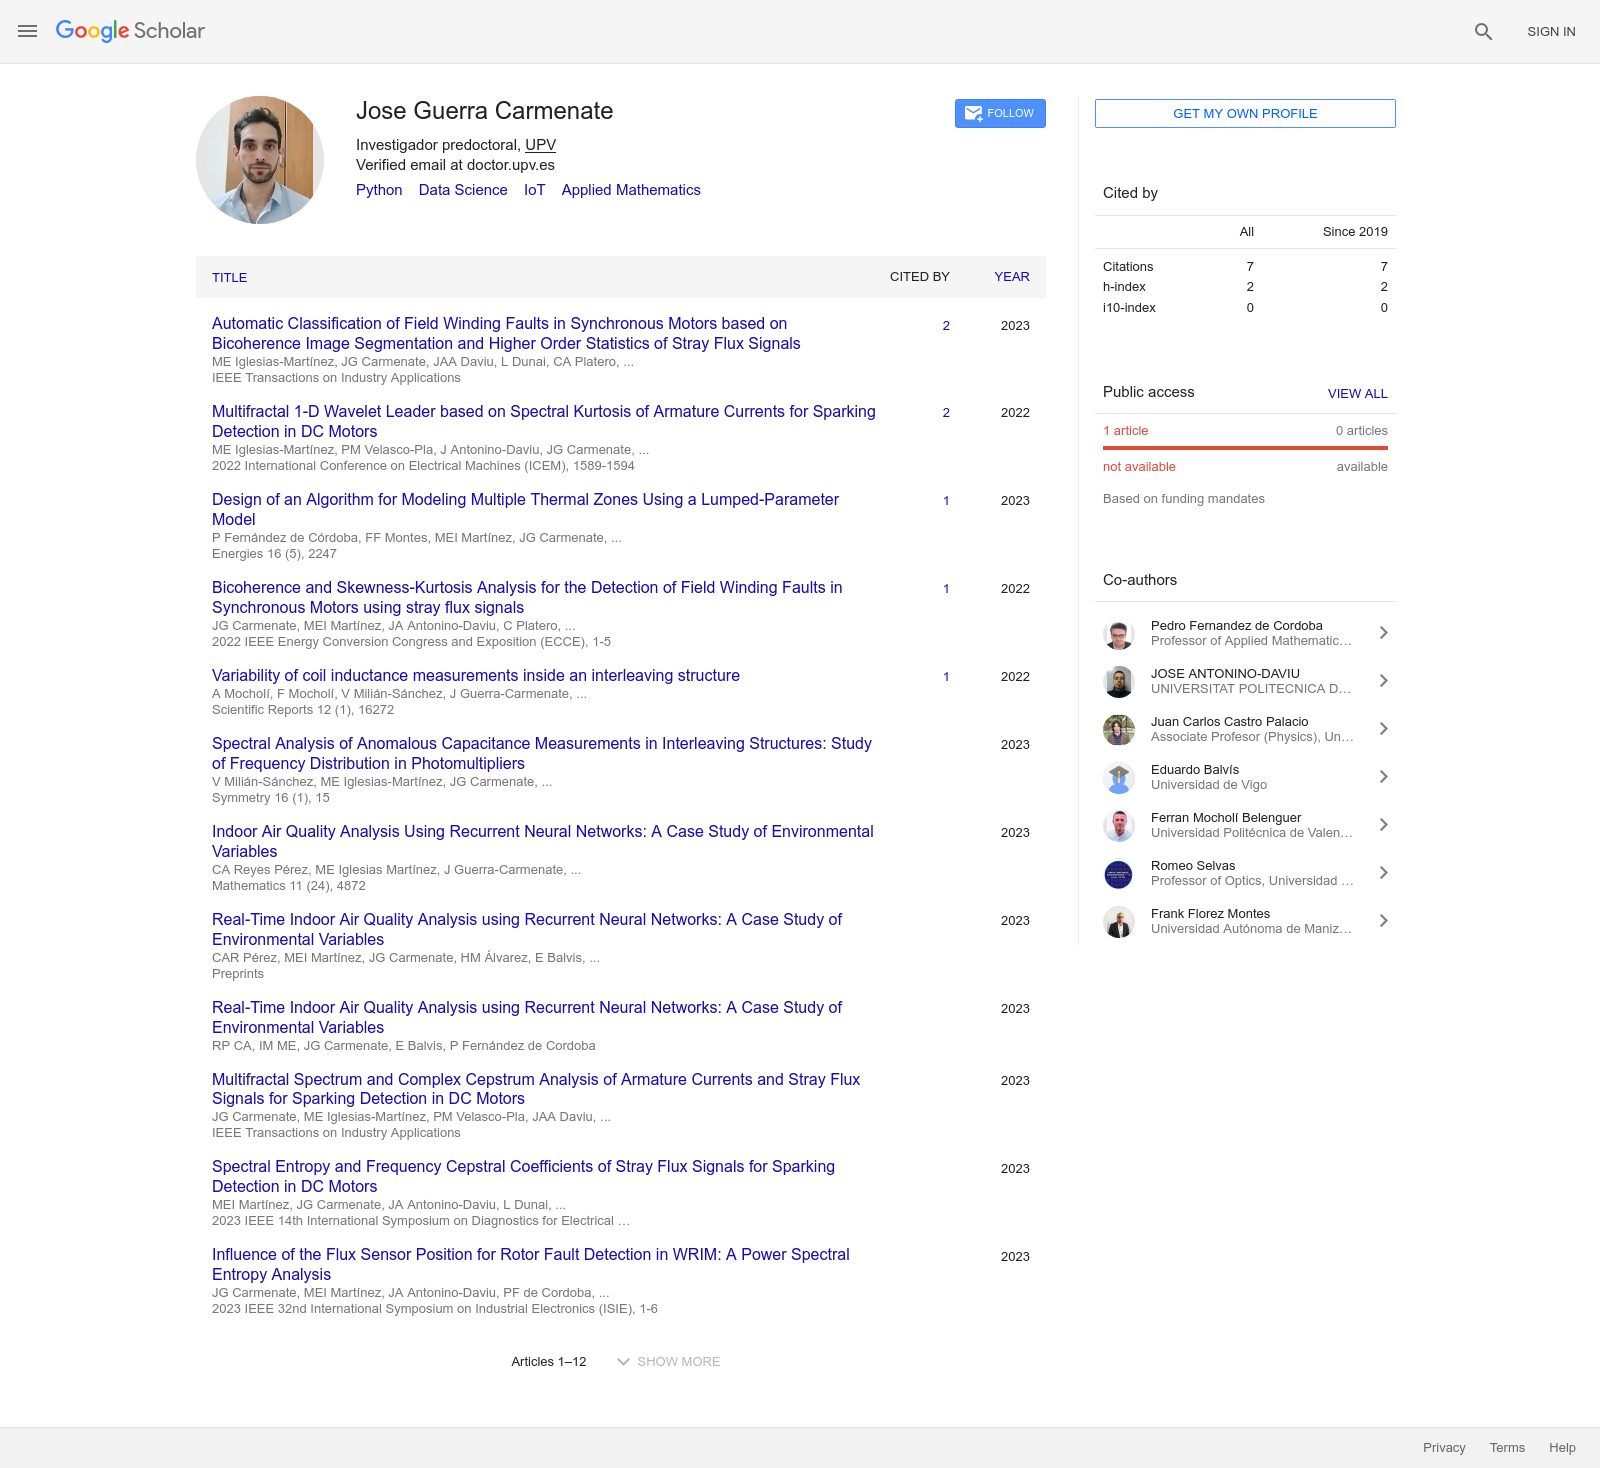 Google Scholar
SIGN IN
Jose Guerra Carmenate
FOLLOW
Investigador predoctoral, UPV
Verified email at doctor.upv.es
Python Data Science IoT Applied Mathematics
TITLE CITED BY YEAR
Automatic Classification of Field Winding Faults in Synchronous Motors based on 2 2023
Bicoherence Image Segmentation and Higher Order Statistics of Stray Flux Signals
ME Iglesias-Martínez, JG Carmenate, JAA Daviu, L Dunai, CA Platero, ...
IEEE Transactions on Industry Applications
Multifractal 1-D Wavelet Leader based on Spectral Kurtosis of Armature Currents for Sparking 2 2022
Detection in DC Motors
ME Iglesias-Martínez, PM Velasco-Pla, J Antonino-Daviu, JG Carmenate, ...
2022 International Conference on Electrical Machines (ICEM), 1589-1594
Design of an Algorithm for Modeling Multiple Thermal Zones Using a Lumped-Parameter 1 2023
Model
P Fernández de Córdoba, FF Montes, MEI Martínez, JG Carmenate, ...
Energies 16 (5), 2247
Bicoherence and Skewness-Kurtosis Analysis for the Detection of Field Winding Faults in 1 2022
Synchronous Motors using stray flux signals
JG Carmenate, MEI Martínez, JA Antonino-Daviu, C Platero, ...
2022 IEEE Energy Conversion Congress and Exposition (ECCE), 1-5
Variability of coil inductance measurements inside an interleaving structure 1 2022
A Mocholí, F Mocholí, V Milián-Sánchez, J Guerra-Carmenate, ...
Scientific Reports 12 (1), 16272
Spectral Analysis of Anomalous Capacitance Measurements in Interleaving Structures: Study 2023
of Frequency Distribution in Photomultipliers
V Milián-Sánchez, ME Iglesias-Martínez, JG Carmenate, ...
Symmetry 16 (1), 15
Indoor Air Quality Analysis Using Recurrent Neural Networks: A Case Study of Environmental 2023
Variables
CA Reyes Pérez, ME Iglesias Martínez, J Guerra-Carmenate, ...
Mathematics 11 (24), 4872
Real-Time Indoor Air Quality Analysis using Recurrent Neural Networks: A Case Study of 2023
Environmental Variables
CAR Pérez, MEI Martínez, JG Carmenate, HM Álvarez, E Balvis, ...
Preprints
Real-Time Indoor Air Quality Analysis using Recurrent Neural Networks: A Case Study of 2023
Environmental Variables
RP CA, IM ME, JG Carmenate, E Balvis, P Fernández de Cordoba
Multifractal Spectrum and Complex Cepstrum Analysis of Armature Currents and Stray Flux 2023
Signals for Sparking Detection in DC Motors
JG Carmenate, ME Iglesias-Martínez, PM Velasco-Pla, JAA Daviu, ...
IEEE Transactions on Industry Applications
Spectral Entropy and Frequency Cepstral Coefficients of Stray Flux Signals for Sparking 2023
Detection in DC Motors
MEI Martínez, JG Carmenate, JA Antonino-Daviu, L Dunai, ...
2023 IEEE 14th International Symposium on Diagnostics for Electrical …
Influence of the Flux Sensor Position for Rotor Fault Detection in WRIM: A Power Spectral 2023
Entropy Analysis
JG Carmenate, MEI Martínez, JA Antonino-Daviu, PF de Cordoba, ...
2023 IEEE 32nd International Symposium on Industrial Electronics (ISIE), 1-6
Articles 1–12 SHOW MORE
GET MY OWN PROFILE
Cited by
All Since 2019
Citations 7 7
h-index 2 2
i10-index 0 0
Public access VIEW ALL
1 article 0 articles
not available available
Based on funding mandates
Co-authors
Pedro Fernandez de Cordoba
Professor of Applied Mathematic…
JOSE ANTONINO-DAVIU
UNIVERSITAT POLITECNICA D…
Juan Carlos Castro Palacio
Associate Profesor (Physics), Un…
Eduardo Balvís
Universidad de Vigo
Ferran Mocholí Belenguer
Universidad Politécnica de Valen…
Romeo Selvas
Professor of Optics, Universidad …
Frank Florez Montes
Universidad Autónoma de Maniz…
Privacy Terms Help